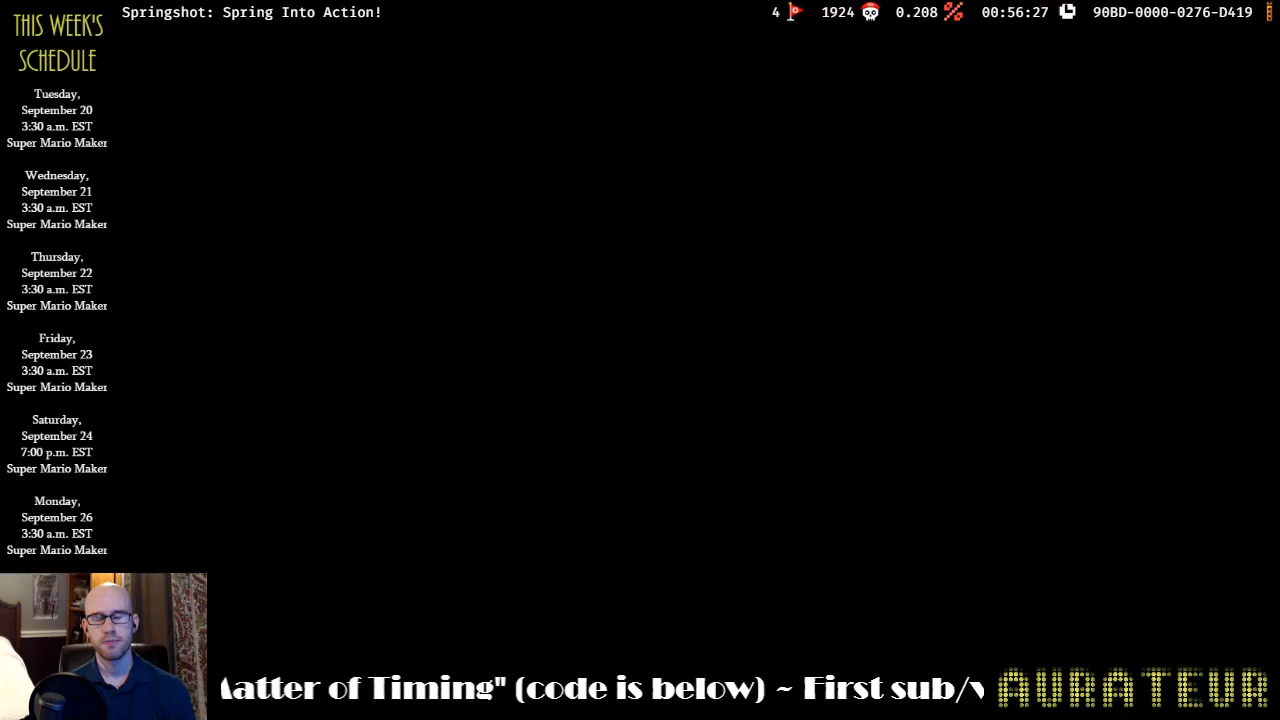 Springshot: Spring Into Action!
4 1924 0.208 00:56:27 90BD-0000-0276-D419
THIS WEEK'S
SCHEDULE
Tuesday,
September 20
3:30 a.m. EST
Super Mario Maker
Wednesday,
September 21
3:30 a.m. EST
Super Mario Maker
Thursday,
September 22
3:30 a.m. EST
Super Mario Maker
Friday,
September 23
3:30 a.m. EST
Super Mario Maker
Saturday,
September 24
7:00 p.m. EST
Super Mario Maker
Monday,
September 26
3:30 a.m. EST
Super Mario Maker
of Timing" (code is below) ~ First
AURATEUR